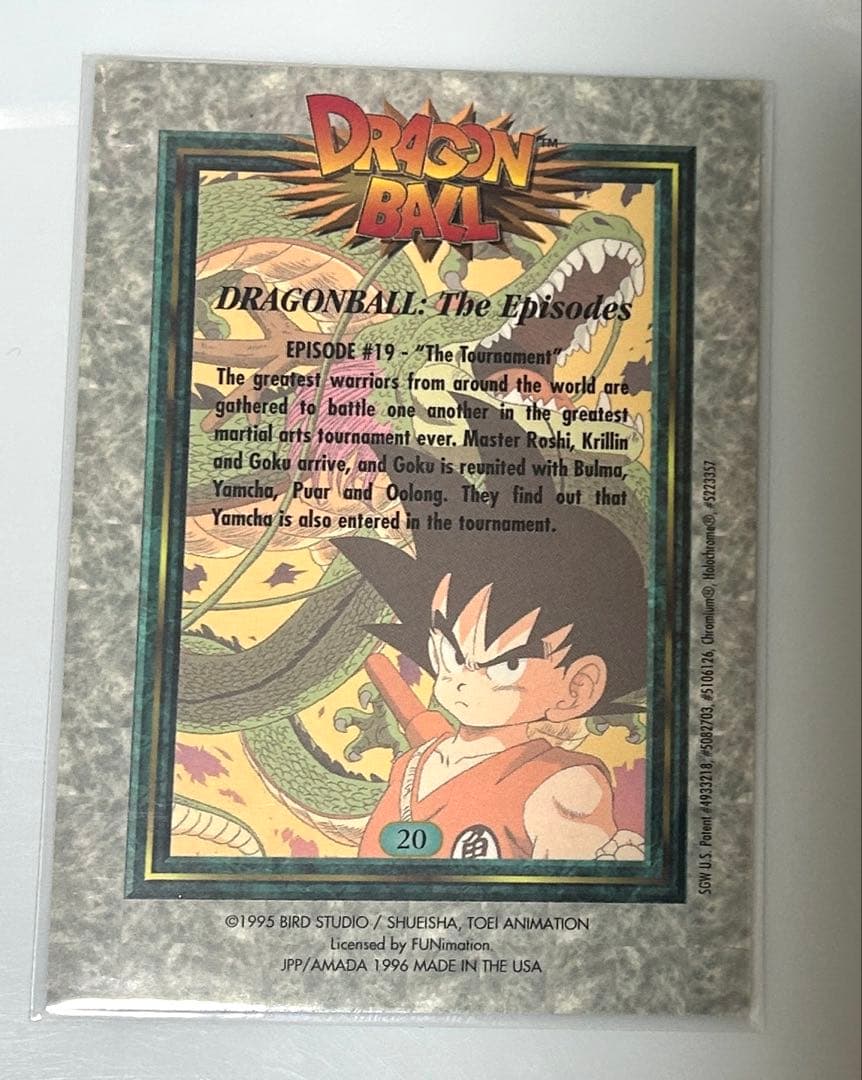 DRAGON
BALL™
DRAGONBALL: The Episodes
EPISODE #19 - "The Tournament"
The greatest warriors from around the world are
gathered to battle one another in the greatest
martial arts tournament ever. Master Roshi, Krillin
and Goku arrive, and Goku is reunited with Bulma,
Yamcha, Puar and Oolong. They find out that
Yamcha is also entered in the tournament.
亀
20
SGW U.S. Patent #4933218, #5082703, #5106126, Chromium®, Holochrome®, #5223357
©1995 BIRD STUDIO / SHUEISHA, TOEI ANIMATION
Licensed by FUNimation.
JPP/AMADA 1996 MADE IN THE USA